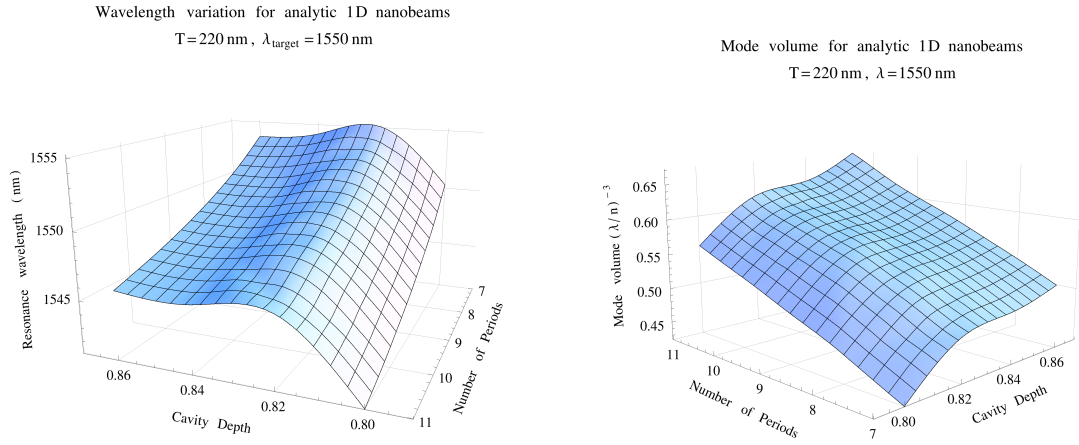 Wavelength variation for analytic 1D nanobeams
T=220 nm , λtarget =1550 nm
1555
1550
1545
Resonance wavelength (nm)
0.86
0.84
0.82
0.80
Cavity Depth
7
8
9
10
11
Number of Periods
Mode volume for analytic 1D nanobeams
T=220 nm , λ=1550 nm
0.65
0.60
0.55
0.50
0.45
Mode volume (λ/n)⁻³
11
10
9
8
7
Number of Periods
0.80
0.82
0.84
0.86
Cavity Depth